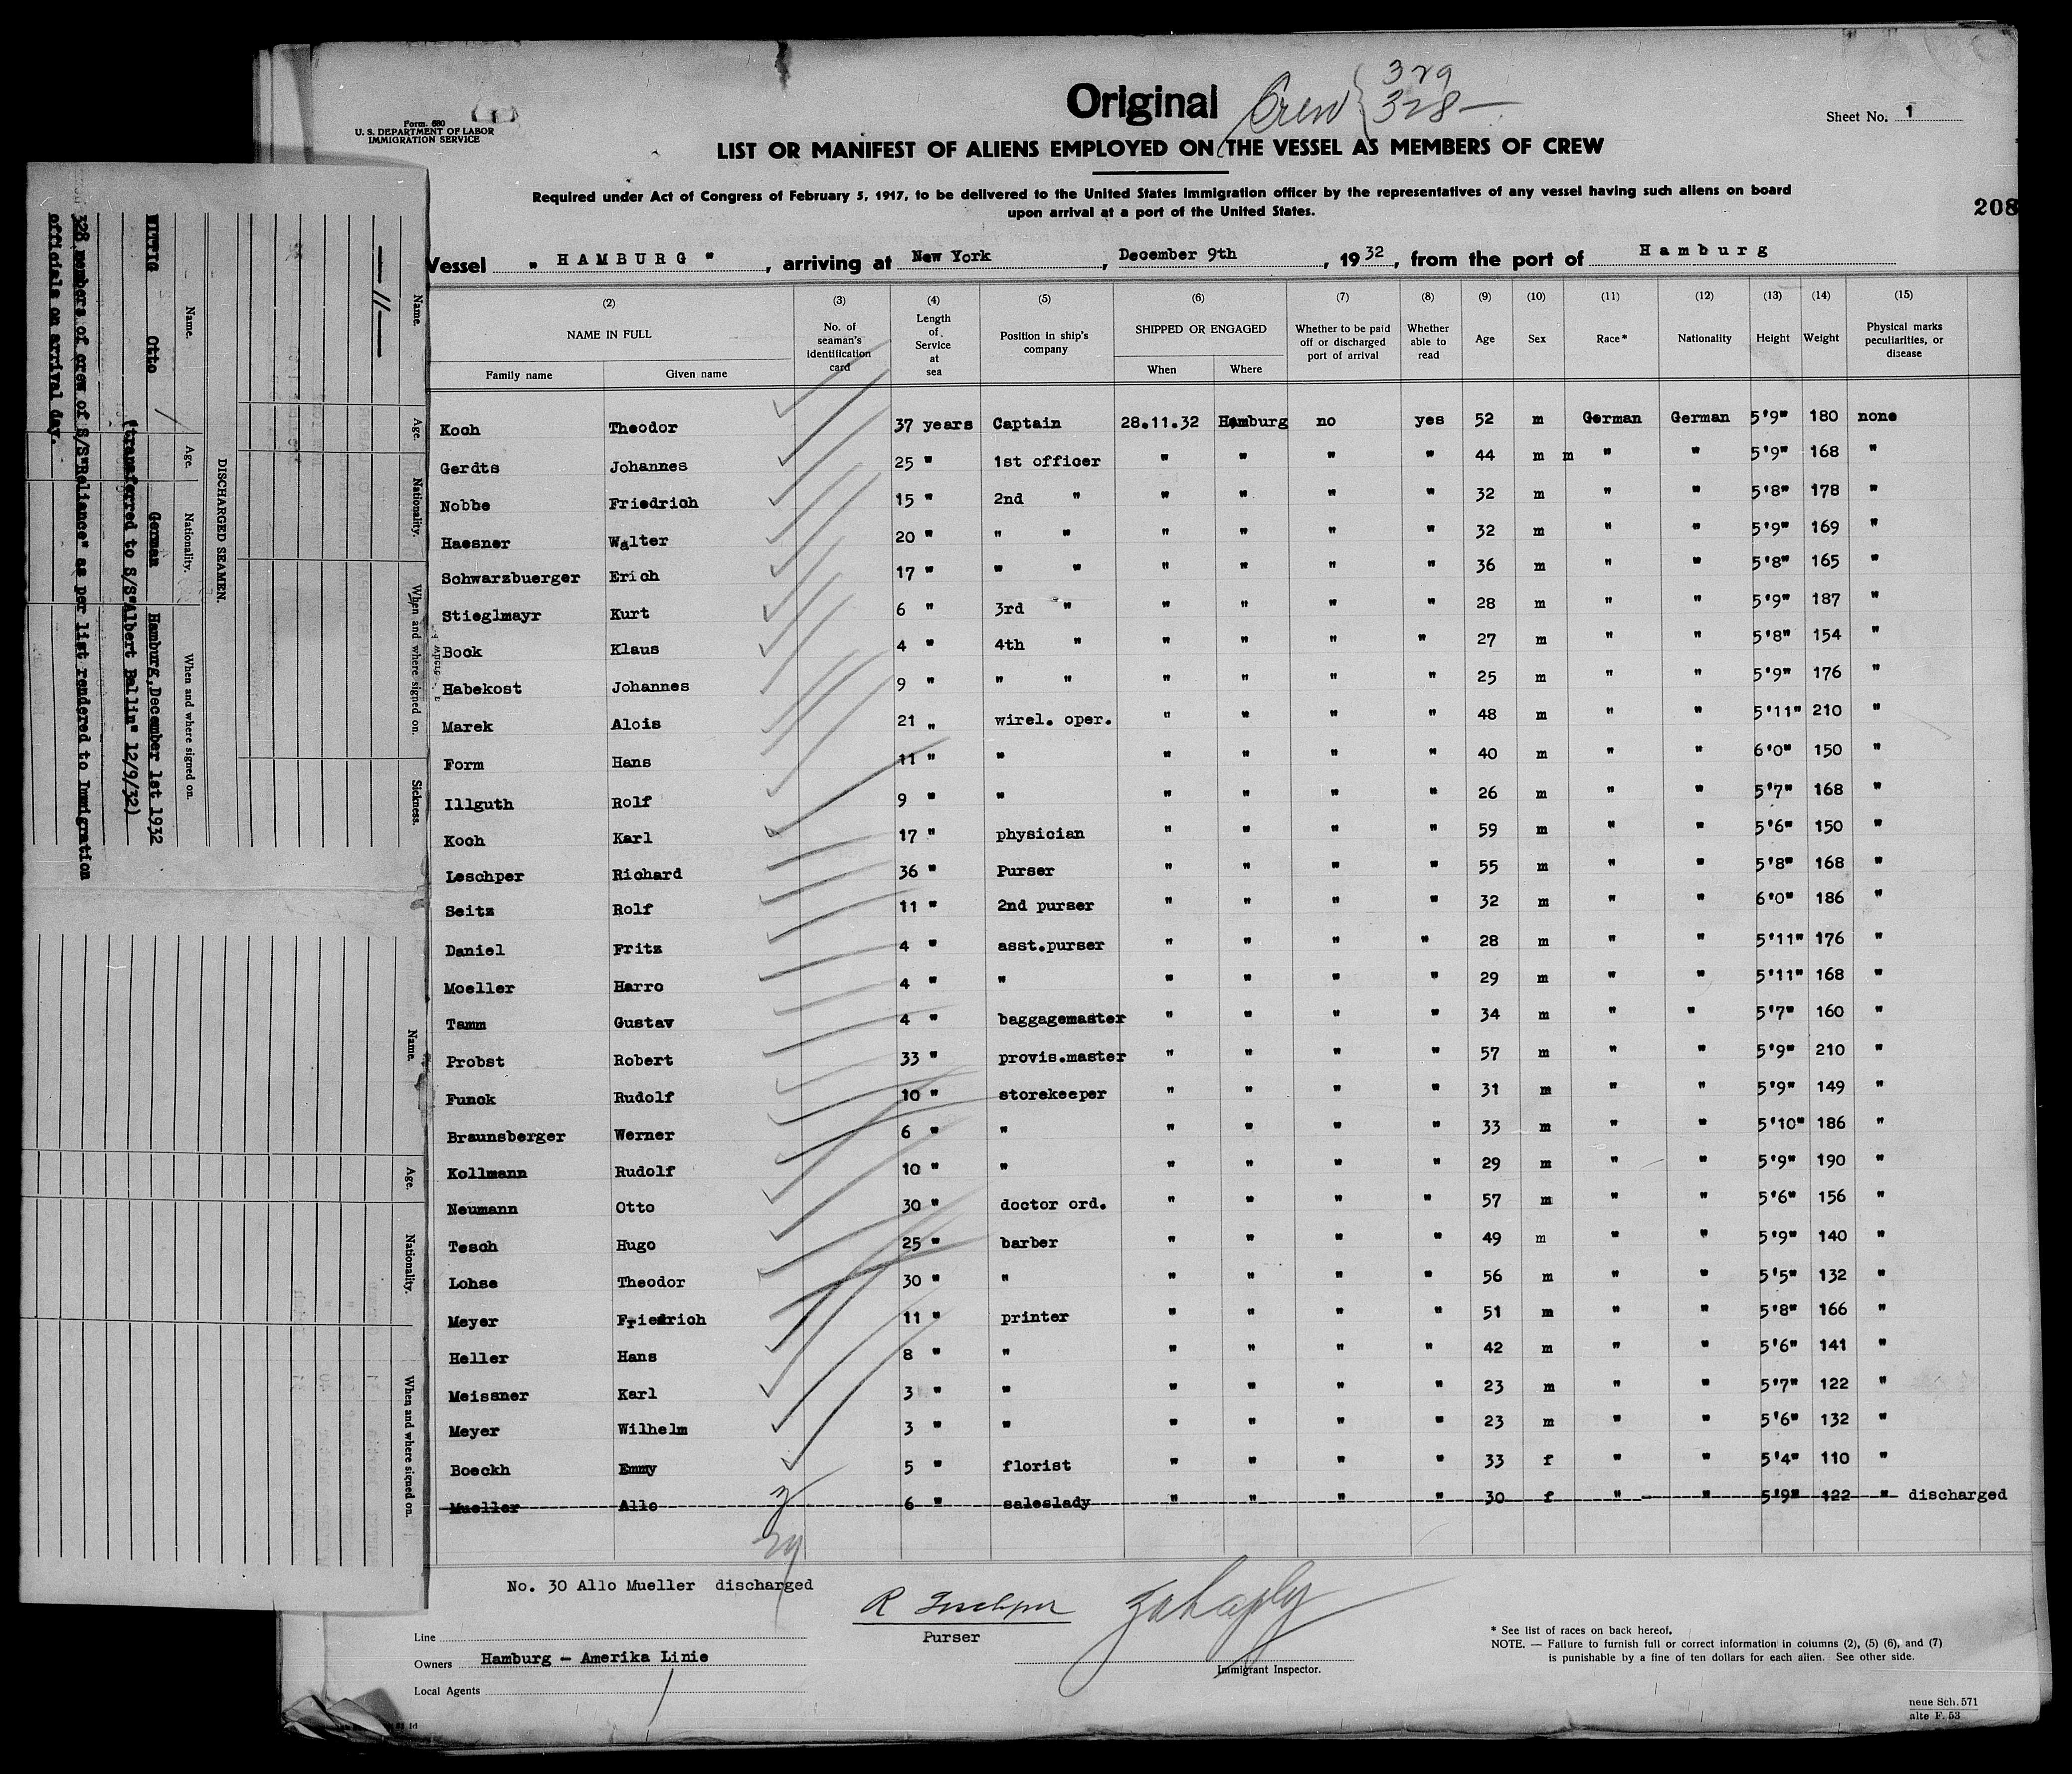 Original Crew { 329
328 —
Form. 680
U. S. DEPARTMENT OF LABOR
IMMIGRATION SERVICE
Sheet No. 1
LIST OR MANIFEST OF ALIENS EMPLOYED ON THE VESSEL AS MEMBERS OF CREW
Required under Act of Congress of February 5, 1917, to be delivered to the United States immigration officer by the representatives of any vessel having such aliens on board
upon arrival at a port of the United States.
208
Vessel " HAMBURG ", arriving at New York, December 9th, 1932, from the port of Hamburg
(2) (3) (4) (5) (6) (7) (8) (9) (10) (11) (12) (13) (14) (15)
NAME IN FULL No. of seaman's identification card Length of Service at sea Position in ship's company SHIPPED OR ENGAGED Whether to be paid off or discharged port of arrival Whether able to read Age Sex Race* Nationality Height Weight Physical marks peculiarities, or disease
Family name Given name When Where
Koch Theodor 37 years Captain 28.11.32 Hamburg no yes 52 m German German 5'9" 180 none
Gerdts Johannes 25 " 1st officer " " " " 44 m m " " 5'9" 168 "
Nobbe Friedrich 15 " 2nd " " " " " 32 m " " 5'8" 178 "
Haesner Walter 20 " " " " " " " 32 m " " 5'9" 169 "
Schwarzbuerger Erich 17 " " " " " " " 36 m " " 5'8" 165 "
Stieglmayr Kurt 6 " 3rd " " " " " 28 m " " 5'9" 187 "
Bock Klaus 4 " 4th " " " " " 27 m " " 5'8" 154 "
Habekost Johannes 9 " " " " " " " 25 m " " 5'9" 176 "
Marek Alois 21 " wirel. oper. " " " " 48 m " " 5'11" 210 "
Form Hans 11 " " " " " " 40 m " " 6'0" 150 "
Illguth Rolf 9 " " " " " " 26 m " " 5'7" 168 "
Koch Karl 17 " physician " " " " 59 m " " 5'6" 150 "
Leschper Richard 36 " Purser " " " " 55 m " " 5'8" 168 "
Seitz Rolf 11 " 2nd purser " " " " 32 m " " 6'0" 186 "
Daniel Fritz 4 " asst.purser " " " " 28 m " " 5'11" 176 "
Moeller Harro 4 " " " " " " 29 m " " 5'11" 168 "
Tamm Gustav 4 " baggagemaster " " " " 34 m " " 5'7" 160 "
Probst Robert 33 " provis.master " " " " 57 m " " 5'9" 210 "
Funck Rudolf 10 " storekeeper " " " " 31 m " " 5'9" 149 "
Braunsberger Werner 6 " " " " " " 33 m " " 5'10" 186 "
Kollmann Rudolf 10 " " " " " " 29 m " " 5'9" 190 "
Neumann Otto 30 " doctor ord. " " " " 57 m " " 5'6" 156 "
Tesch Hugo 25 " barber " " " " 49 m " " 5'9" 140 "
Lohse Theodor 30 " " " " " " 56 m " " 5'5" 132 "
Meyer Friedrich 11 " printer " " " " 51 m " " 5'8" 166 "
Heller Hans 8 " " " " " " 42 m " " 5'6" 141 "
Meissner Karl 3 " " " " " " 23 m " " 5'7" 122 "
Meyer Wilhelm 3 " " " " " " 23 m " " 5'6" 132 "
Boeckh Emmy 5 " florist " " " " 33 f " " 5'4" 110 "
Mueller Allo 6 " saleslady " " " " 30 f " " 5'9" 122 " discharged
29
No. 30 Allo Mueller discharged
R Leschper
Purser
Immigrant Inspector.
Line
Owners Hamburg - Amerika Linie
Local Agents
* See list of races on back hereof.
NOTE. — Failure to furnish full or correct information in columns (2), (5) (6), and (7)
is punishable by a fine of ten dollars for each alien. See other side.
neue Sch. 571
alte F. 53
Name. Age. Nationality. When and where signed on. Sickness.
— // —
DISCHARGED SEAMEN.
Name. Age. Nationality. When and where signed on.
Otto German Hamburg, December 1st 1932
(transferred to S/S"Albert Ballin" 12/9/32)
328 members of crew of S/S"Reliance" as per list rendered to Immigration
officials on arrival day.
Name. Age. Nationality. When and where signed on.